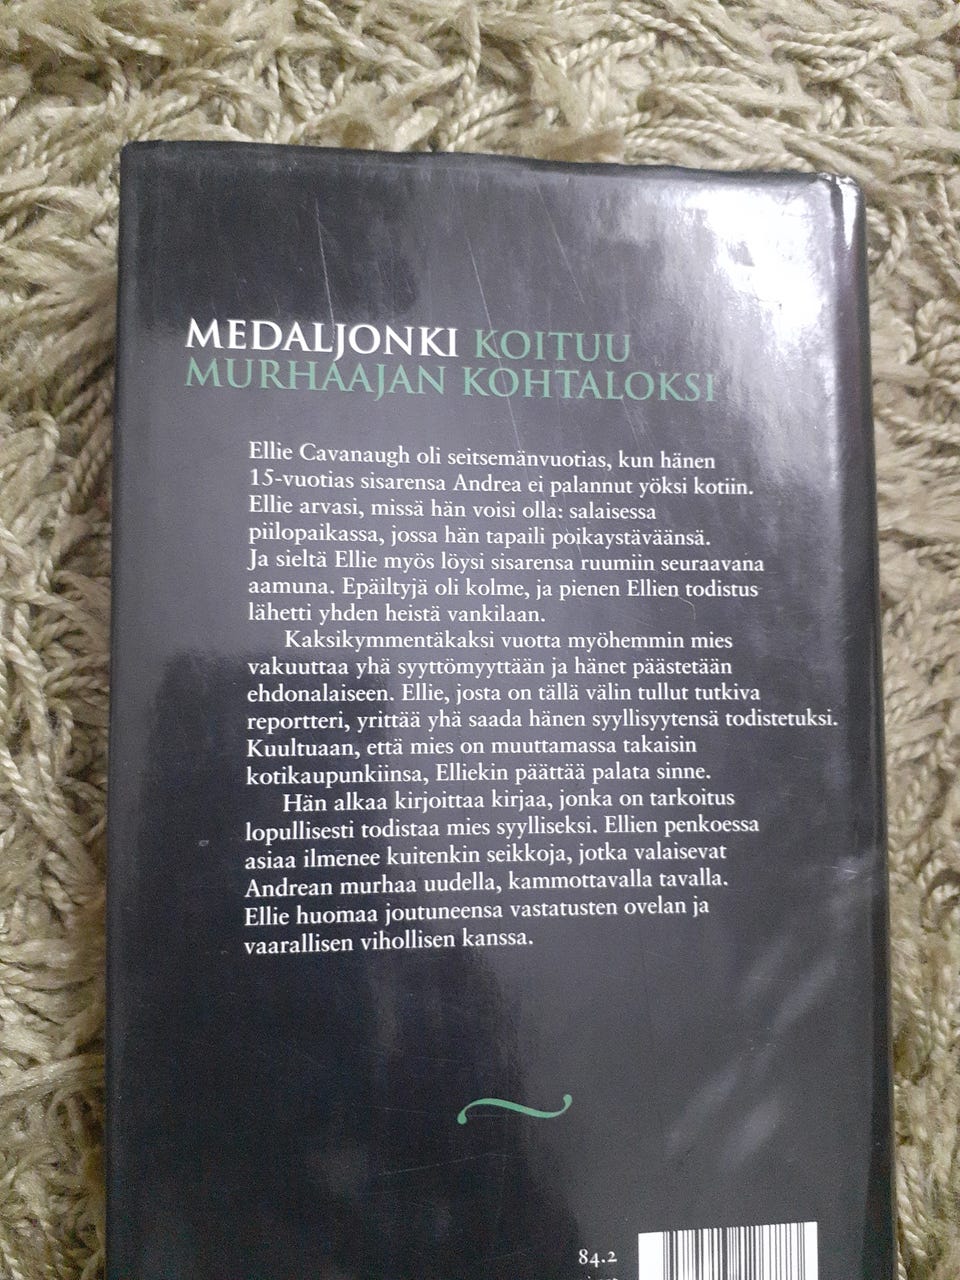 MEDALJONKI KOITUU
MURHAAJAN KOHTALOKSI
Ellie Cavanaugh oli seitsemänvuotias, kun hänen
15-vuotias sisarensa Andrea ei palannut yöksi kotiin.
Ellie arvasi, missä hän voisi olla: salaisessa
piilopaikassa, jossa hän tapaili poikaystäväänsä.
Ja sieltä Ellie myös löysi sisarensa ruumiin seuraavana
aamuna. Epäiltyjä oli kolme, ja pienen Ellien todistus
lähetti yhden heistä vankilaan.
Kaksikymmentäkaksi vuotta myöhemmin mies
vakuuttaa yhä syyttömyyttään ja hänet päästetään
ehdonalaiseen. Ellie, josta on tällä välin tullut tutkiva
reportteri, yrittää yhä saada hänen syyllisyytensä todistetuksi.
Kuultuaan, että mies on muuttamassa takaisin
kotikaupunkiinsa, Elliekin päättää palata sinne.
Hän alkaa kirjoittaa kirjaa, jonka on tarkoitus
lopullisesti todistaa mies syylliseksi. Ellien penkoessa
asiaa ilmenee kuitenkin seikkoja, jotka valaisevat
Andrean murhaa uudella, kammottavalla tavalla.
Ellie huomaa joutuneensa vastatusten ovelan ja
vaarallisen vihollisen kanssa.
84.2